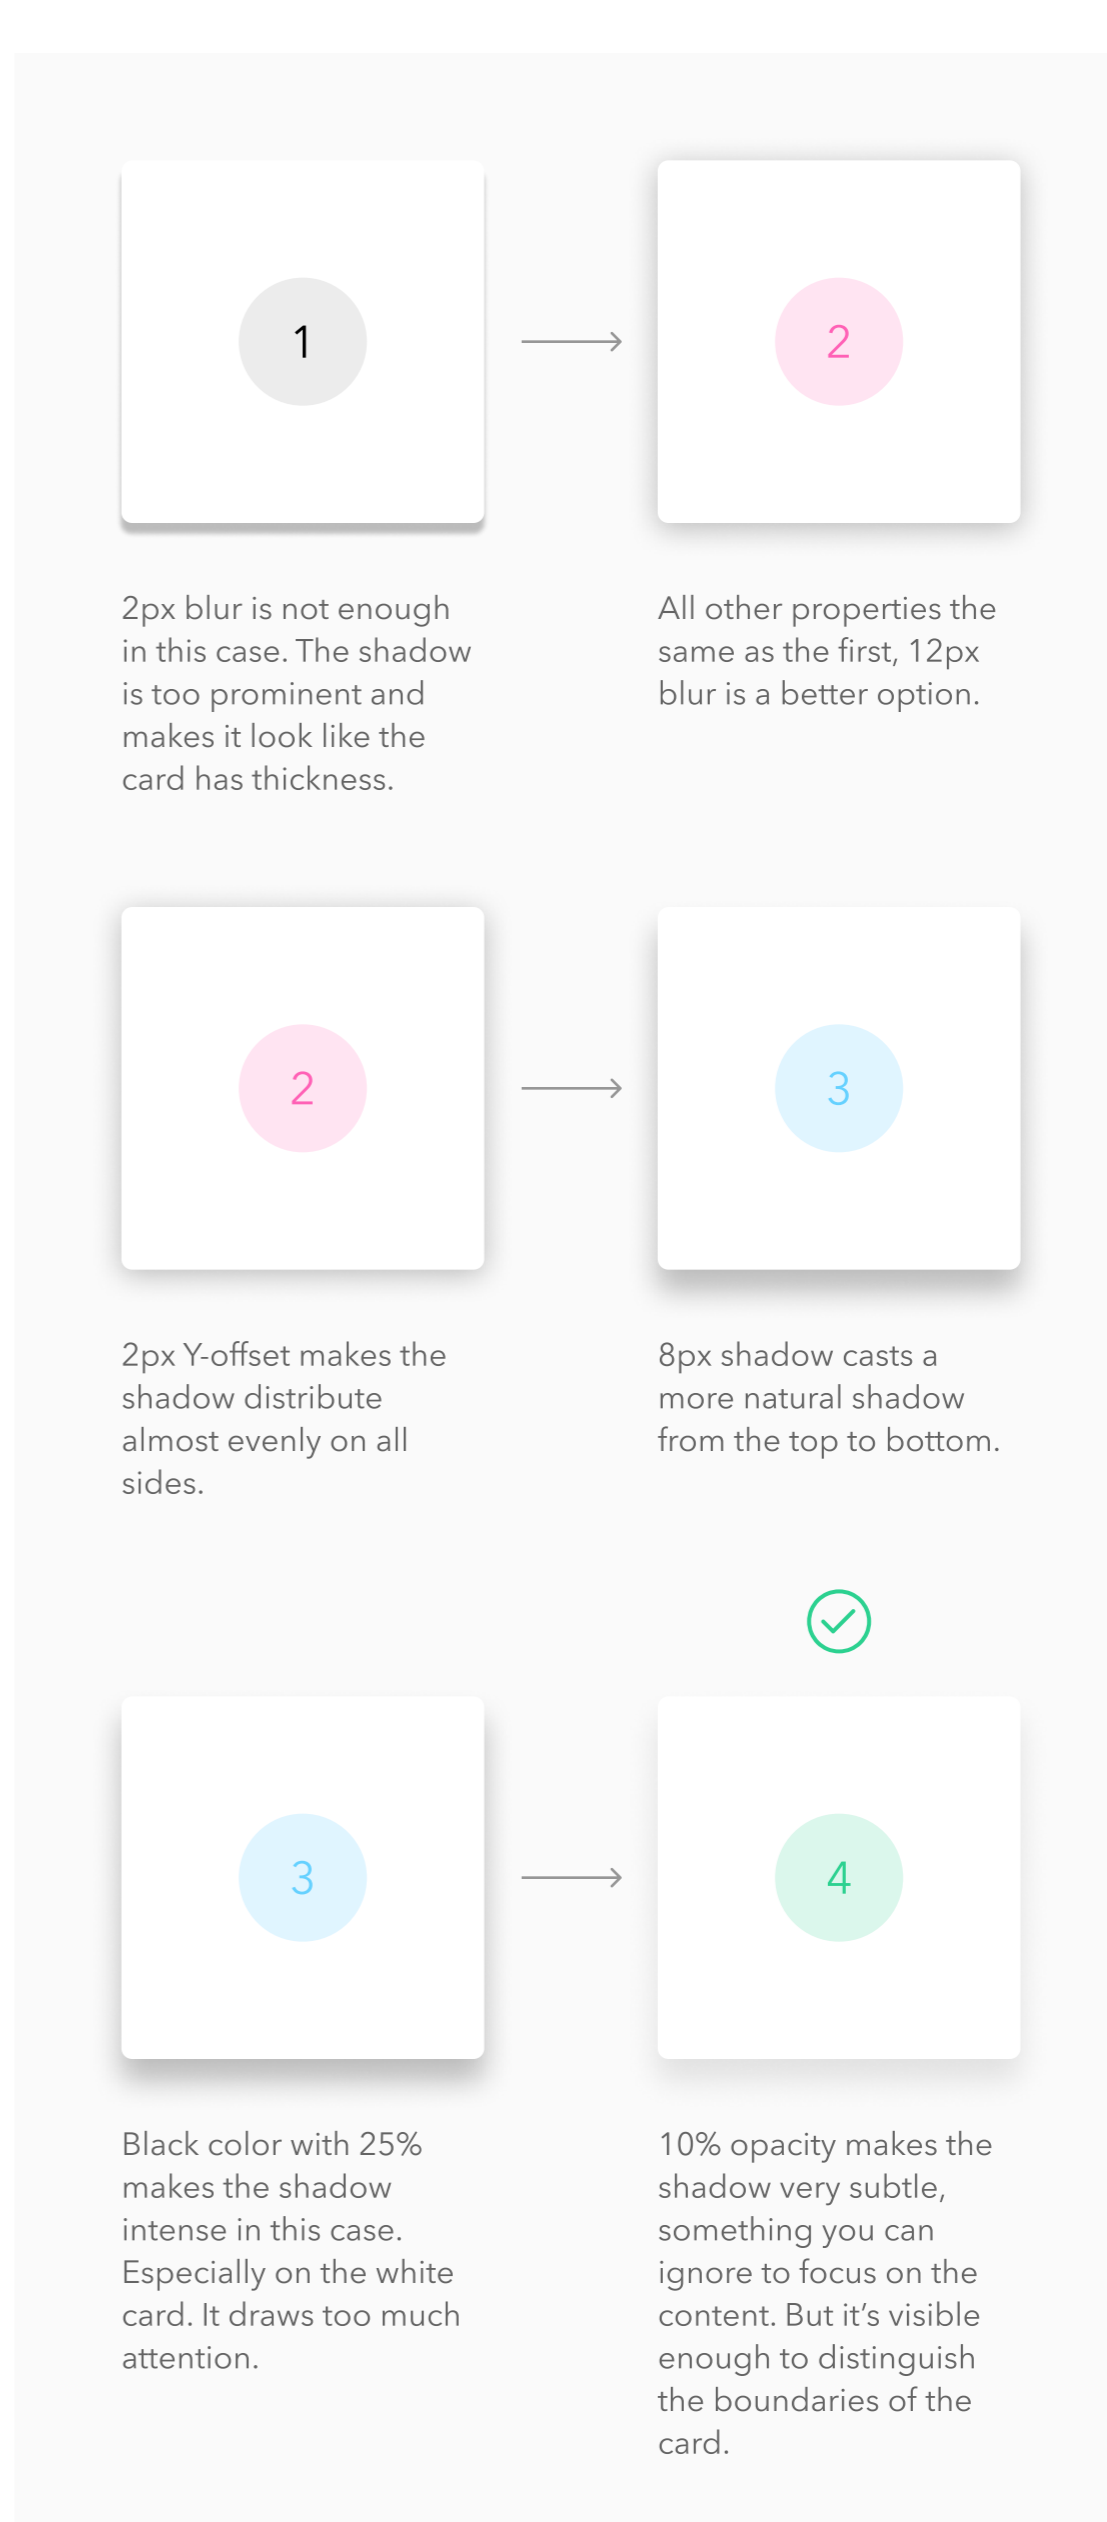 1
2
2px blur is not enough
in this case. The shadow
is too prominent and
makes it look like the
card has thickness.
All other properties the
same as the first, 12px
blur is a better option.
2
3
2px Y-offset makes the
shadow distribute
almost evenly on all
sides.
8px shadow casts a
more natural shadow
from the top to bottom.
3
4
Black color with 25%
makes the shadow
intense in this case.
Especially on the white
card. It draws too much
attention.
10% opacity makes the
shadow very subtle,
something you can
ignore to focus on the
content. But it’s visible
enough to distinguish
the boundaries of the
card.